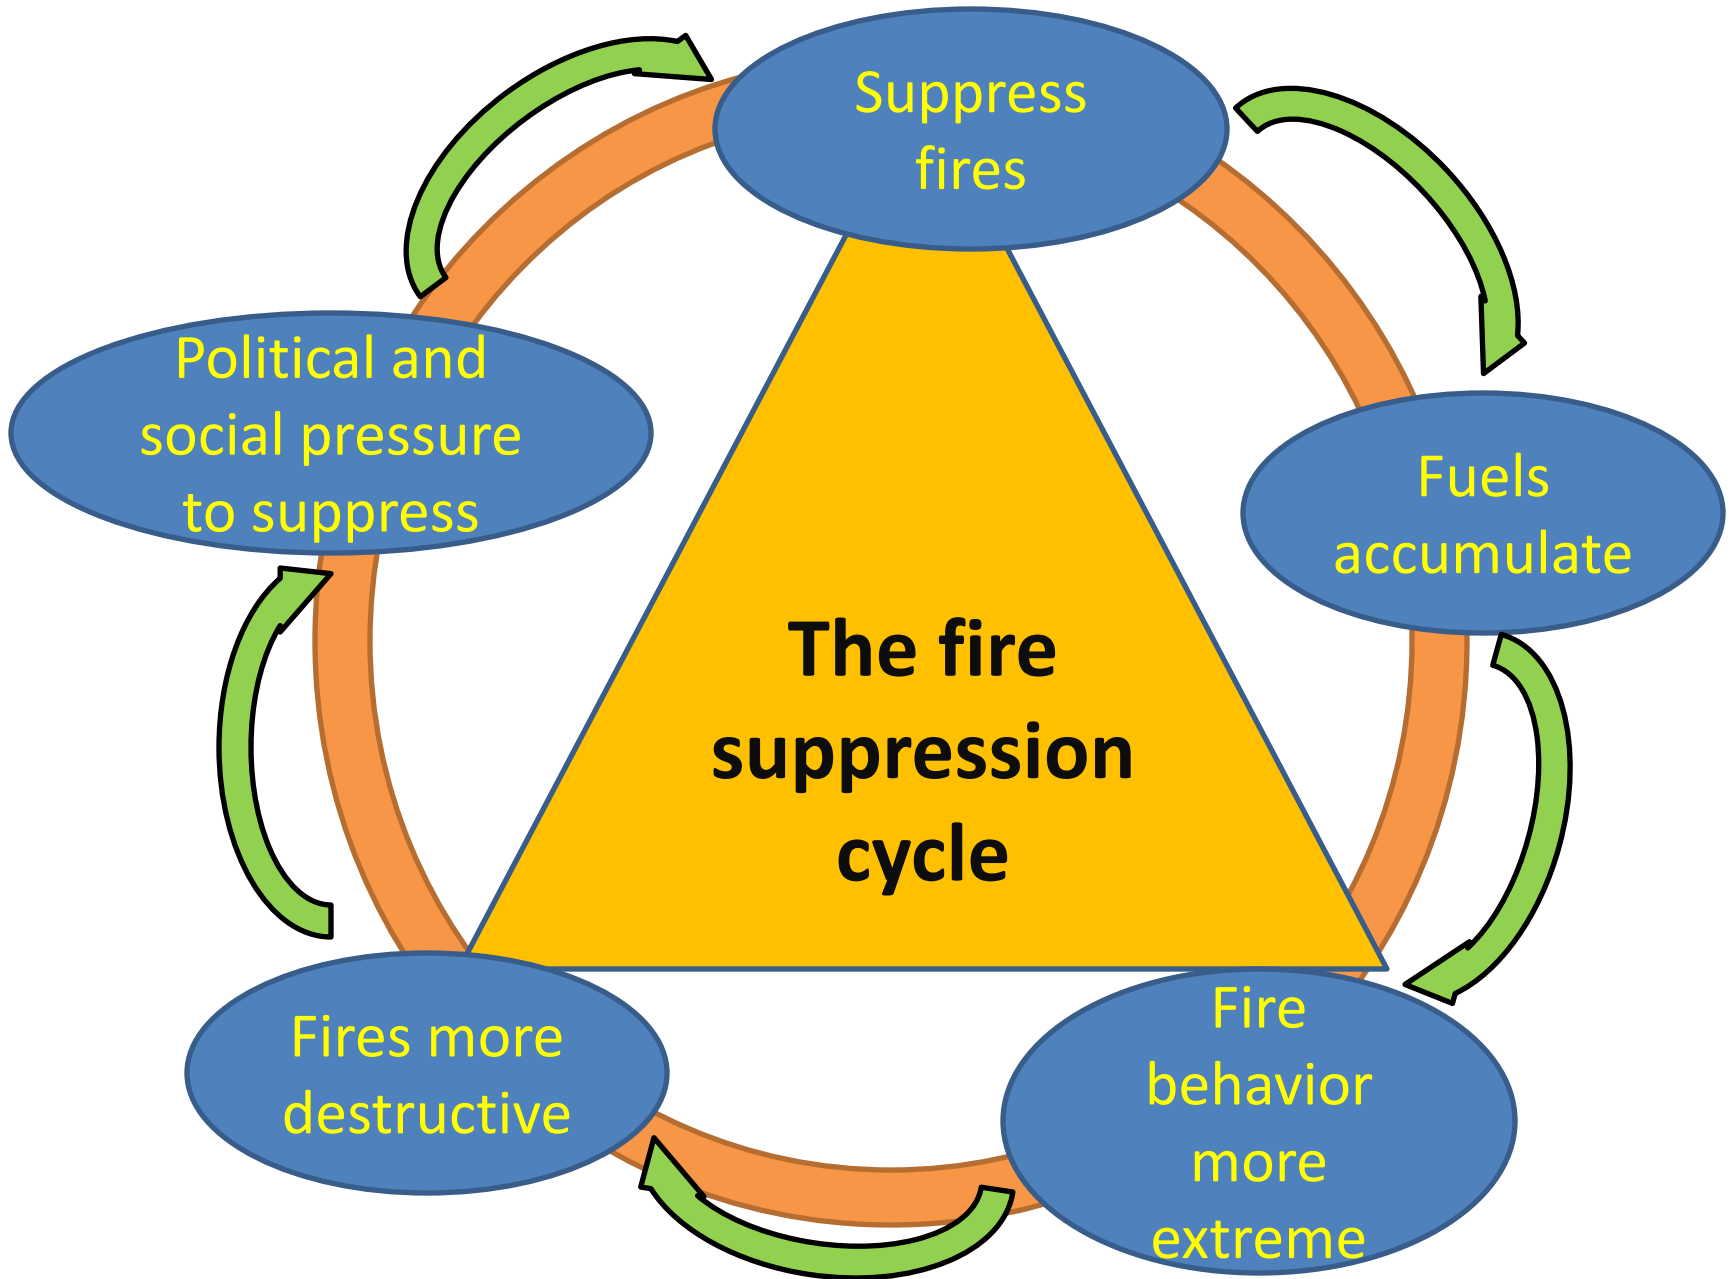 Suppress
fires
Fuels
accumulate
Fire
behavior
more
extreme
Fires more
destructive
Political and
social pressure
to suppress
The fire
suppression
cycle